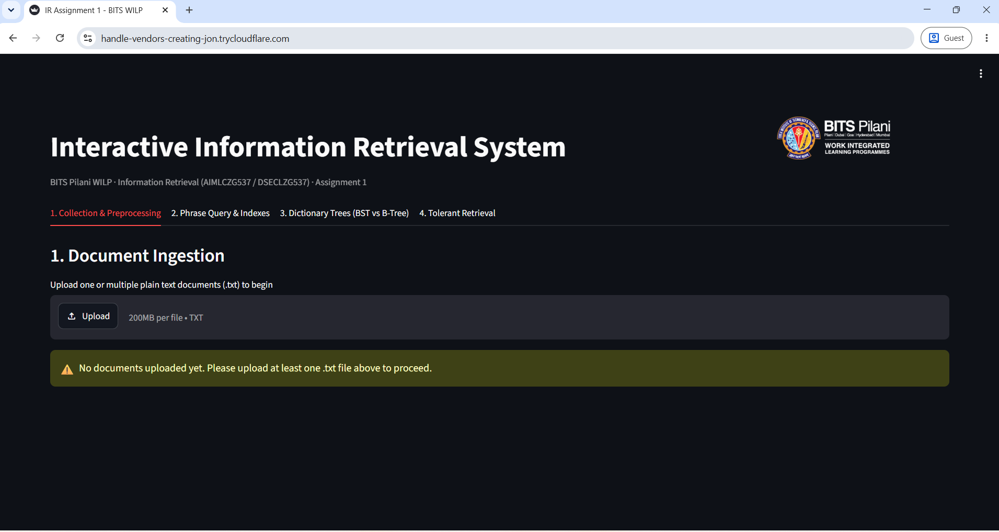 IR Assignment 1 - BITS WILP
handle-vendors-creating-jon.trycloudflare.com
Guest
BITS Pilani
Pilani | Dubai | Goa | Hyderabad | Mumbai
WORK INTEGRATED
LEARNING PROGRAMMES
Interactive Information Retrieval System
BITS Pilani WILP · Information Retrieval (AIMLCZG537 / DSECLZG537) · Assignment 1
1. Collection & Preprocessing
2. Phrase Query & Indexes
3. Dictionary Trees (BST vs B-Tree)
4. Tolerant Retrieval
1. Document Ingestion
Upload one or multiple plain text documents (.txt) to begin
Upload
200MB per file • TXT
No documents uploaded yet. Please upload at least one .txt file above to proceed.